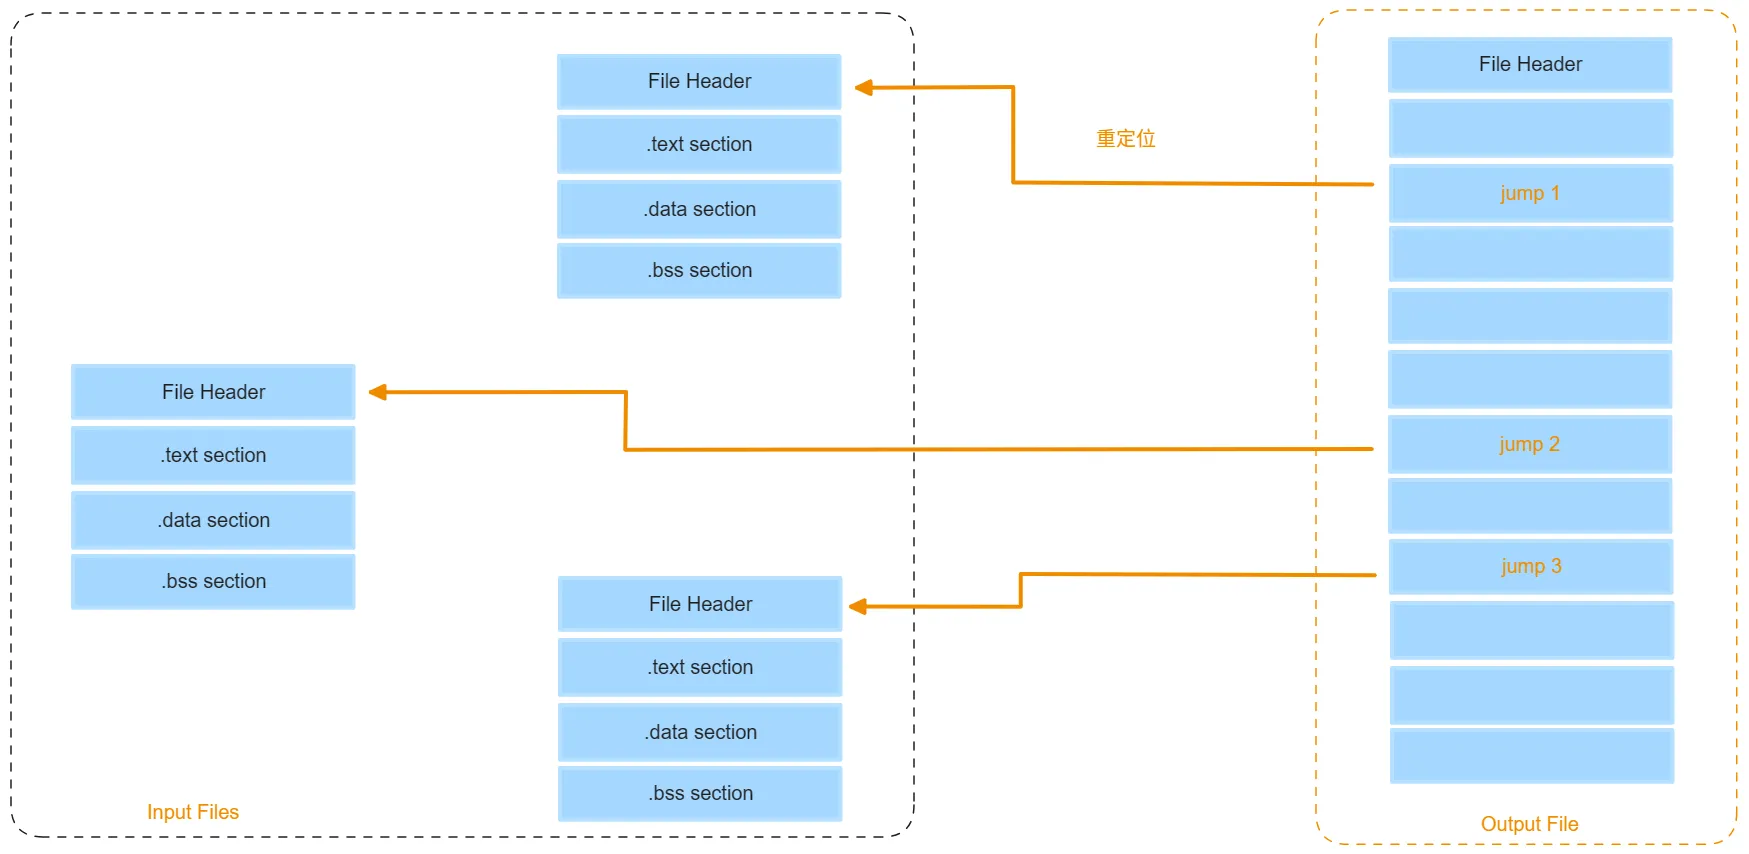 File Header
.text section
.data section
.bss section
File Header
.text section
.data section
.bss section
File Header
.text section
.data section
.bss section
Input Files
重定位
File Header
jump 1
jump 2
jump 3
Output File